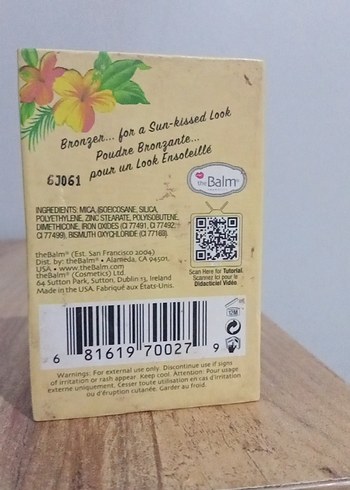 Bronzer... for a Sun-kissed Look
Poudre Bronzante...
pour un Look Ensoleillé
GJ061
theBalm®
INGREDIENTS: MICA, ISOEICOSANE, SILICA,
POLYETHYLENE, ZINC STEARATE, POLYISOBUTENE,
DIMETHICONE, IRON OXIDES (CI 77491, CI 77492,
CI 77499), BISMUTH OXYCHLORIDE (CI 77163).
Scan Here for Tutorial
Scannez Ici pour le
Didacticiel Vidéo
theBalm® (Est. San Francisco 2004)
Dist. by: theBalm® • Alameda, CA 94501,
USA • www.theBalm.com
theBalm® (Cosmetics) Ltd.
64 Sutton Park, Sutton, Dublin 13, Ireland
Made in the USA. Fabriqué aux États-Unis.
12M
6 81619 70027 9
Warnings: For external use only. Discontinue use if signs
of irritation or rash appear. Keep cool. Attention: Pour usage
externe uniquement. Cesser toute utilisation en cas d'irritation
ou d'éruption cutanée. Garder au froid.